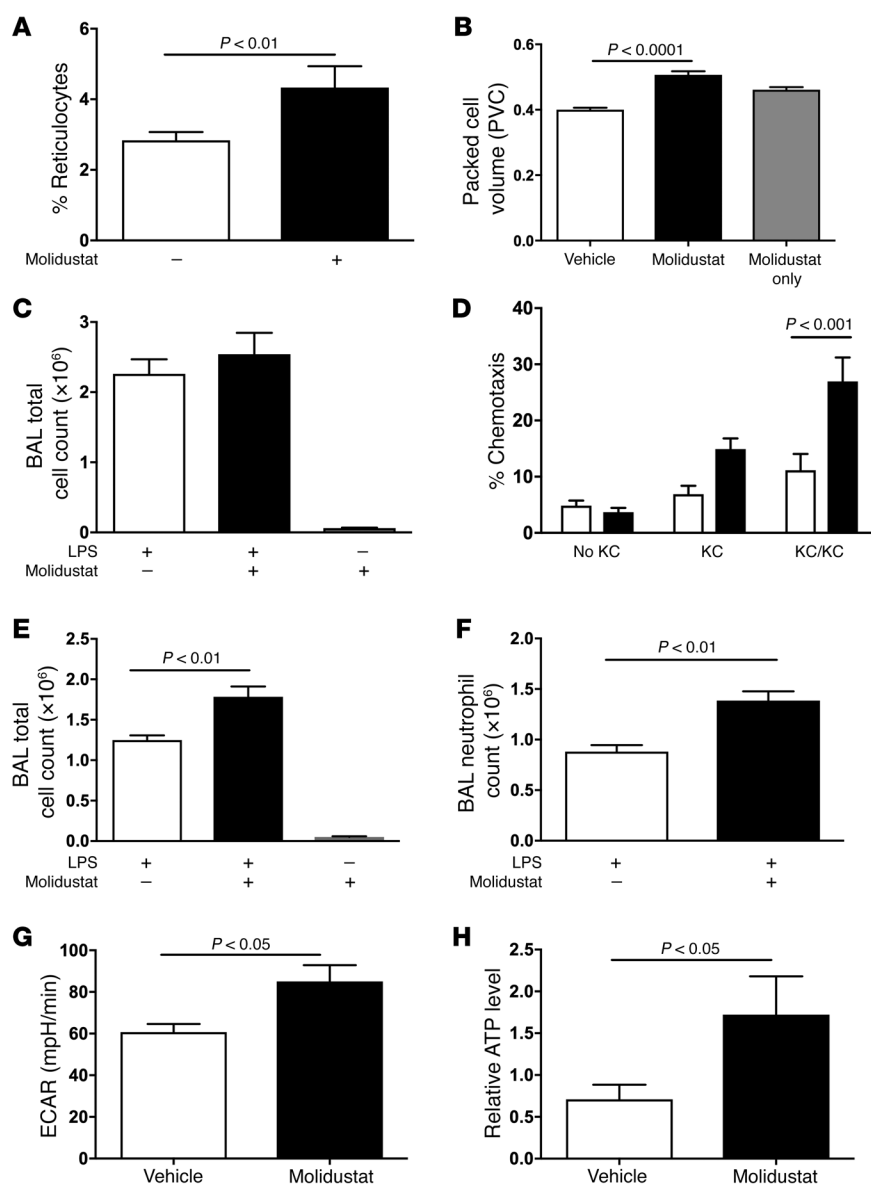 A
P < 0.01
% Reticulocytes
6
4
2
0
Molidustat − +
B
P < 0.0001
Packed cell
volume (PVC)
0.6
0.4
0.2
0.0
Vehicle Molidustat Molidustat
only
C
BAL total
cell count (×10⁶)
3
2
1
0
LPS + + −
Molidustat − + +
D
P < 0.001
% Chemotaxis
40
30
20
10
0
No KC KC KC/KC
E
P < 0.01
BAL total
cell count (×10⁶)
2.5
2.0
1.5
1.0
0.5
0.0
LPS + + −
Molidustat − + +
F
P < 0.01
BAL neutrophil
count (×10⁶)
2.0
1.5
1.0
0.5
0.0
LPS + +
Molidustat − +
G
P < 0.05
ECAR (mpH/min)
100
80
60
40
20
0
Vehicle Molidustat
H
P < 0.05
Relative ATP level
2.5
2.0
1.5
1.0
0.5
0.0
Vehicle Molidustat